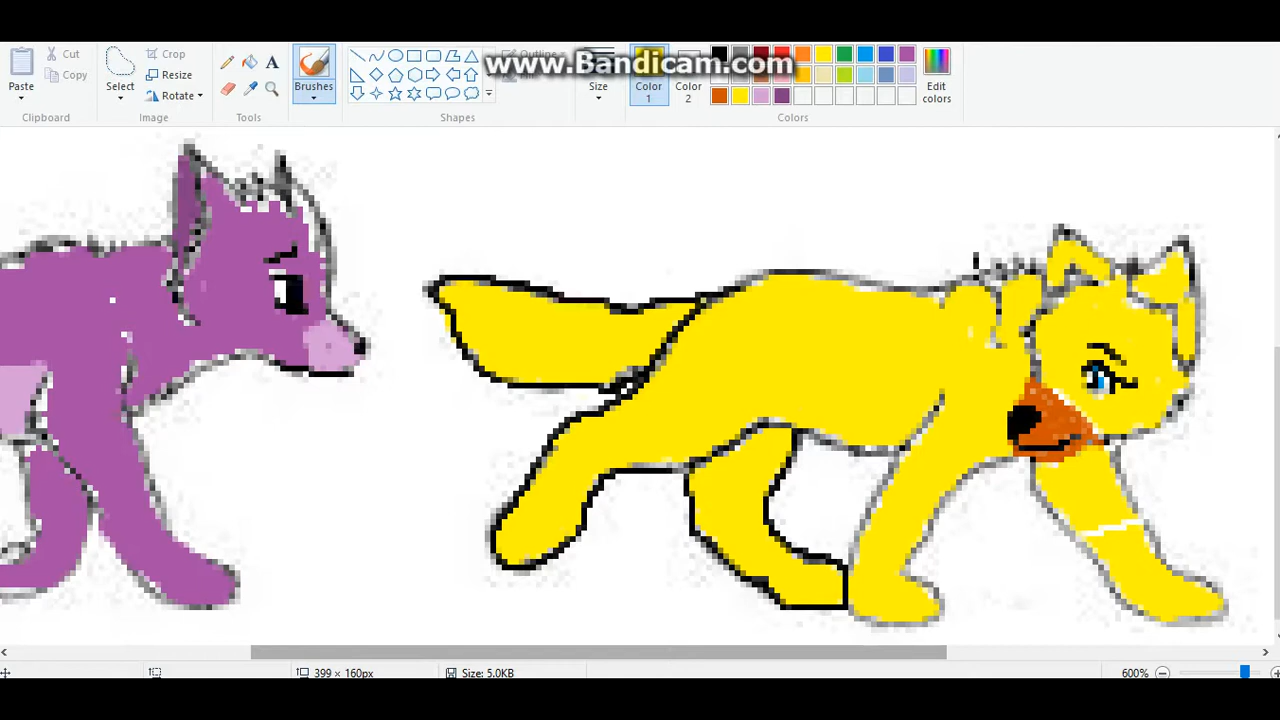 www.Bandicam.com
Cut
Copy
Paste
Clipboard
Select
Crop
Resize
Rotate
Image
A
Tools
Brushes
Outline
Shapes
Size
Color
1
Color
2
Edit
colors
Colors
399 × 160px
Size: 5.0KB
600%